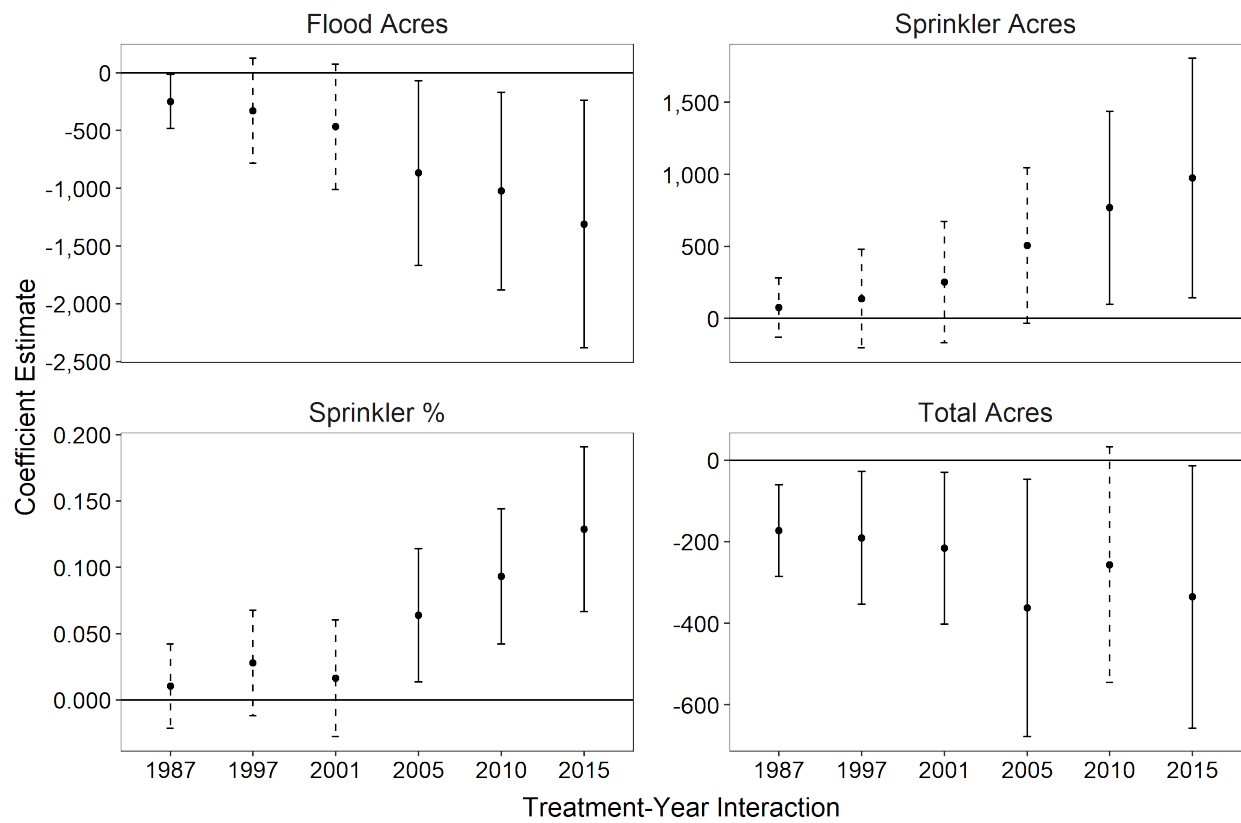 Flood Acres
Sprinkler Acres
0
-500
-1,000
-1,500
-2,000
-2,500
1,500
1,000
500
0
Coefficient Estimate
Sprinkler %
Total Acres
0.200
0.150
0.100
0.050
0.000
0
-200
-400
-600
1987 1997 2001 2005 2010 2015
1987 1997 2001 2005 2010 2015
Treatment-Year Interaction